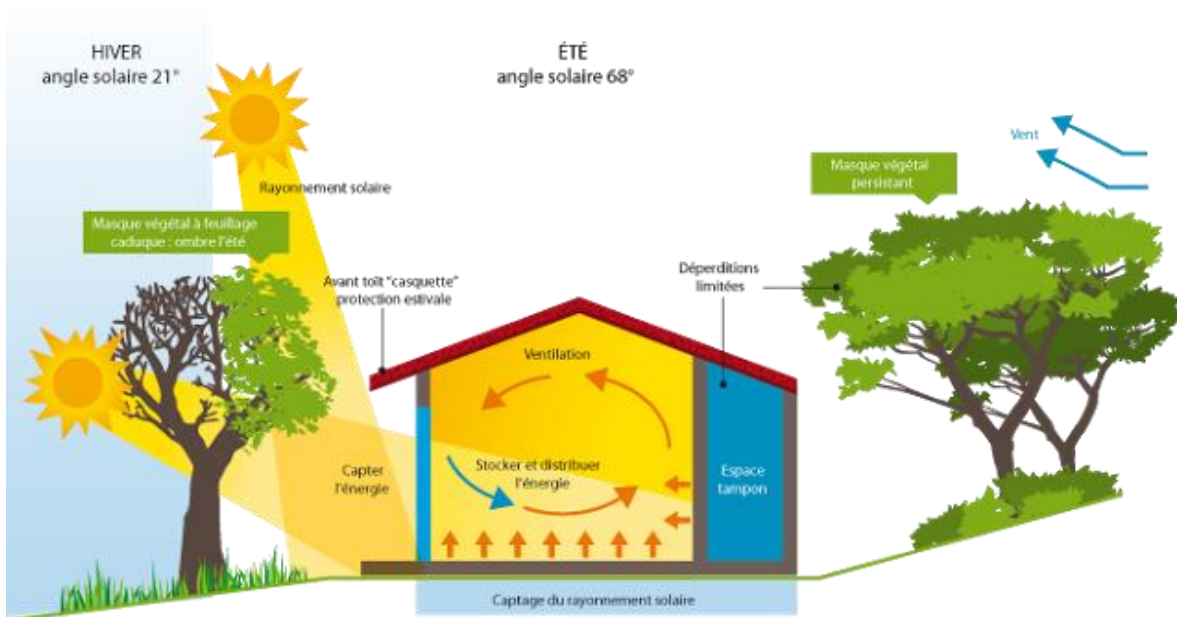 HIVER
angle solaire 21°
ÉTÉ
angle solaire 68°
Vent
Masque végétal
persistant
Rayonnement solaire
Masque végétal à feuillage
caduque : ombre l'été
Avant toît "casquette"
protection estivale
Déperditions
limitées
Ventilation
Capter
l'énergie
Stocker et distribuer
l'énergie
Espace
tampon
Captage du rayonnement solaire